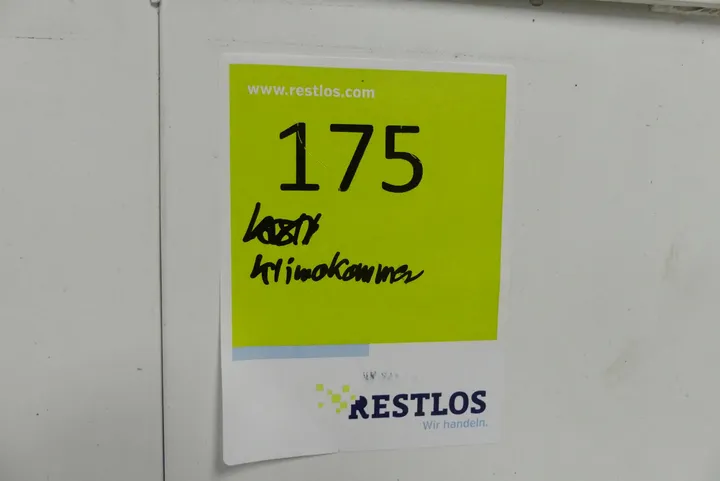 www.restlos.com
175
Klimakammer
RESTLOS
Wir handeln.